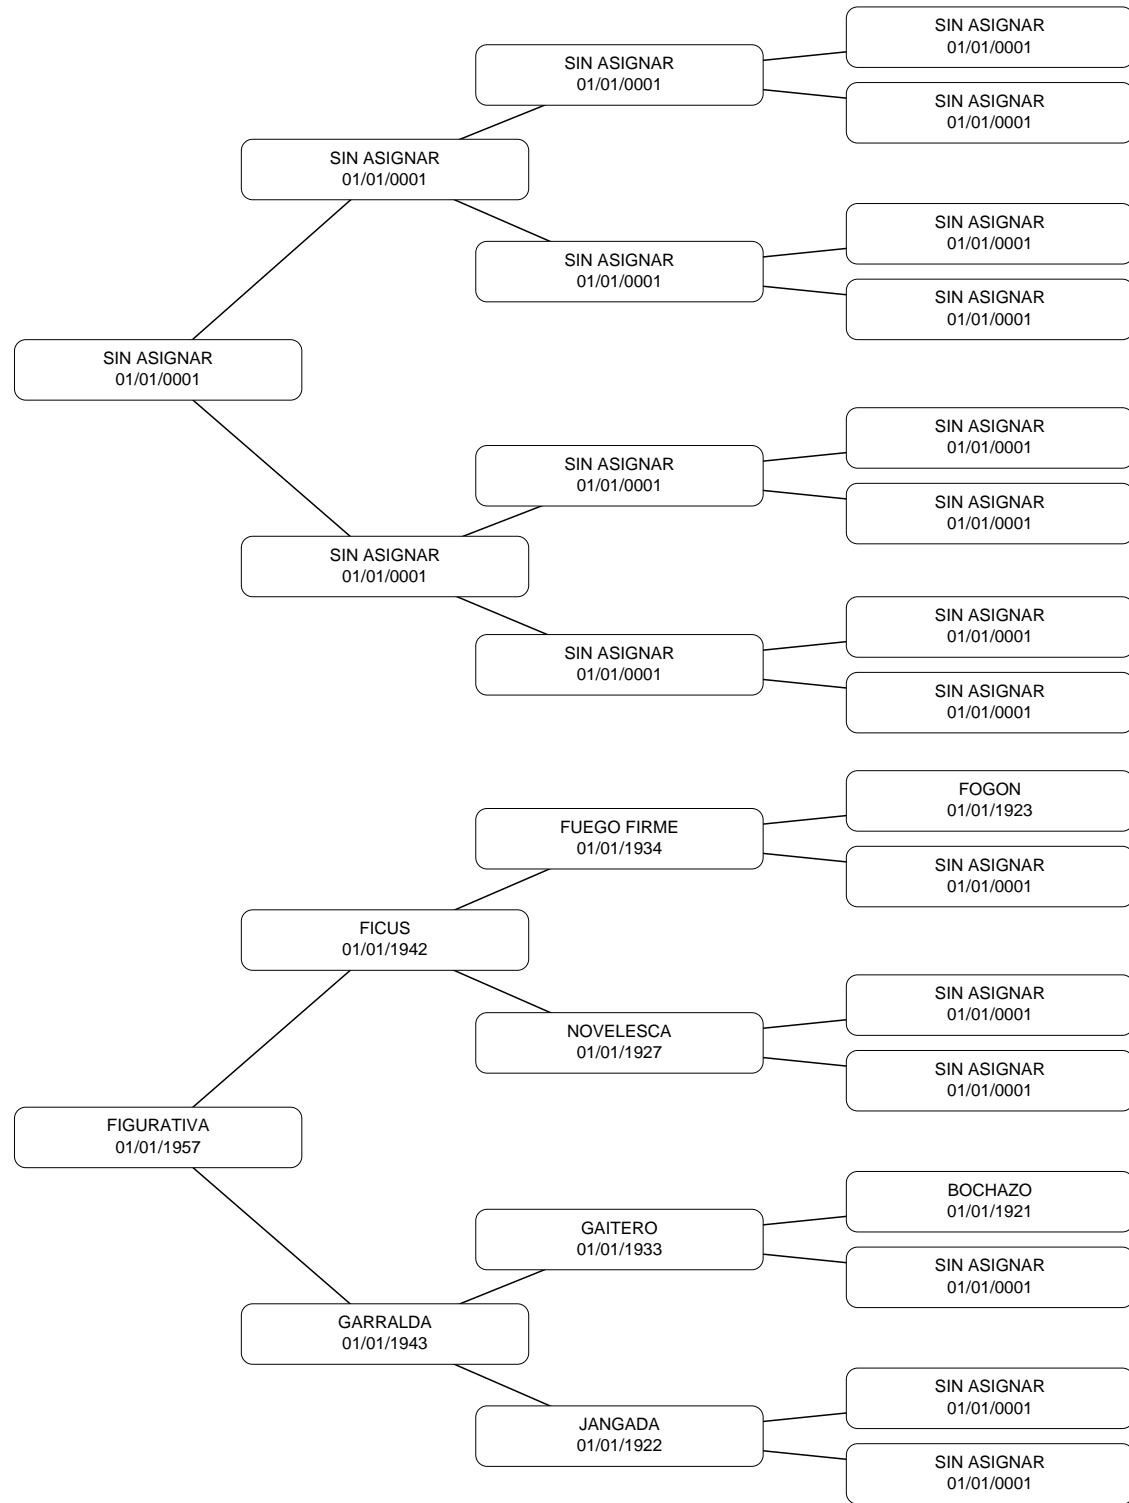 SIN ASIGNAR
01/01/0001
SIN ASIGNAR
01/01/0001
SIN ASIGNAR
01/01/0001
SIN ASIGNAR
01/01/0001
SIN ASIGNAR
01/01/0001
SIN ASIGNAR
01/01/0001
SIN ASIGNAR
01/01/0001
SIN ASIGNAR
01/01/0001
SIN ASIGNAR
01/01/0001
SIN ASIGNAR
01/01/0001
SIN ASIGNAR
01/01/0001
SIN ASIGNAR
01/01/0001
SIN ASIGNAR
01/01/0001
SIN ASIGNAR
01/01/0001
SIN ASIGNAR
01/01/0001
FOGON
01/01/1923
FUEGO FIRME
01/01/1934
SIN ASIGNAR
01/01/0001
FICUS
01/01/1942
SIN ASIGNAR
01/01/0001
NOVELESCA
01/01/1927
SIN ASIGNAR
01/01/0001
FIGURATIVA
01/01/1957
BOCHAZO
01/01/1921
GAITERO
01/01/1933
SIN ASIGNAR
01/01/0001
GARRALDA
01/01/1943
SIN ASIGNAR
01/01/0001
JANGADA
01/01/1922
SIN ASIGNAR
01/01/0001